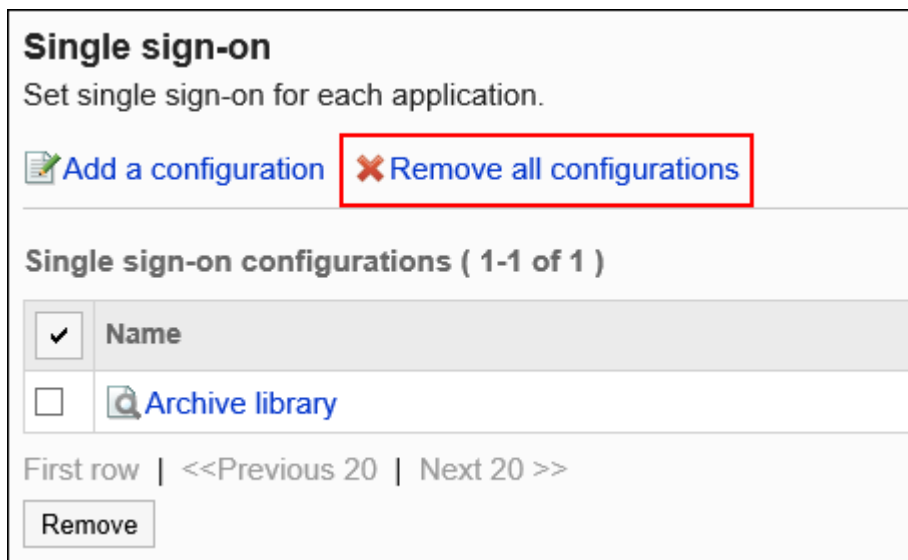 Single sign-on
Set single sign-on for each application.
Add a configuration Remove all configurations
Single sign-on configurations ( 1-1 of 1 )
Name
Archive library
First row | <<Previous 20 | Next 20 >>
Remove